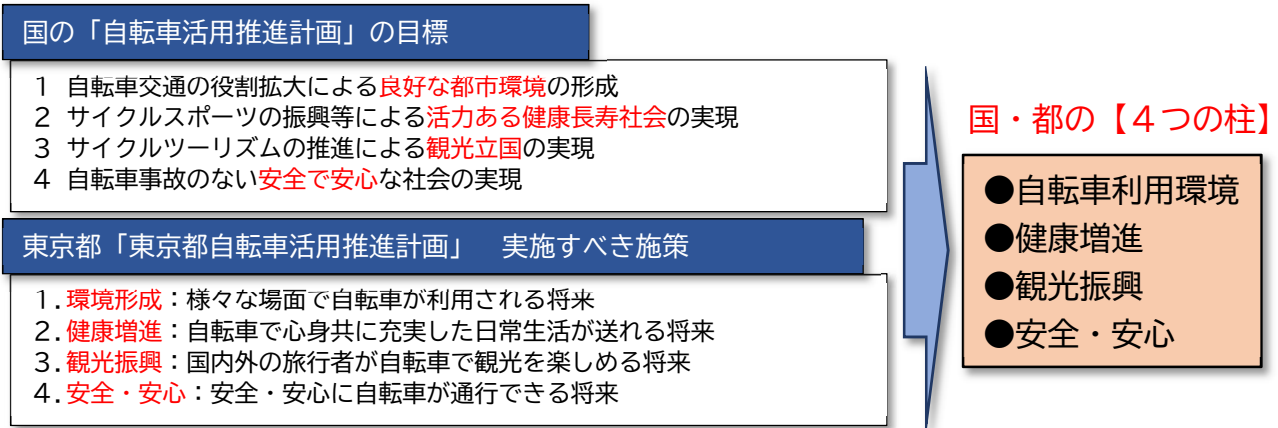 国の「自転車活用推進計画」の目標
1 自転車交通の役割拡大による良好な都市環境の形成
2 サイクルスポーツの振興等による活力ある健康長寿社会の実現
3 サイクルツーリズムの推進による観光立国の実現
4 自転車事故のない安全で安心な社会の実現
東京都「東京都自転車活用推進計画」 実施すべき施策
1.環境形成：様々な場面で自転車が利用される将来
2.健康増進：自転車で心身共に充実した日常生活が送れる将来
3.観光振興：国内外の旅行者が自転車で観光を楽しめる将来
4.安全・安心：安全・安心に自転車が通行できる将来
国・都の【４つの柱】
●自転車利用環境
●健康増進
●観光振興
●安全・安心